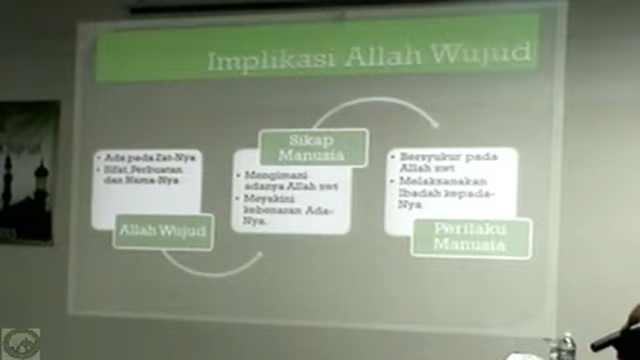 Implikasi Allah Wujud
• Ada pada Zat-Nya
• Sifat, Perbuatan
dan Nama-Nya
Allah Wujud
Sikap
Manusia
• Mengimani
adanya Allah swt
• Meyakini
kebenaran Ada-
Nya.
• Bersyukur pada
Allah swt
• Melaksanakan
Ibadah kepada-
Nya
Perilaku
Manusia